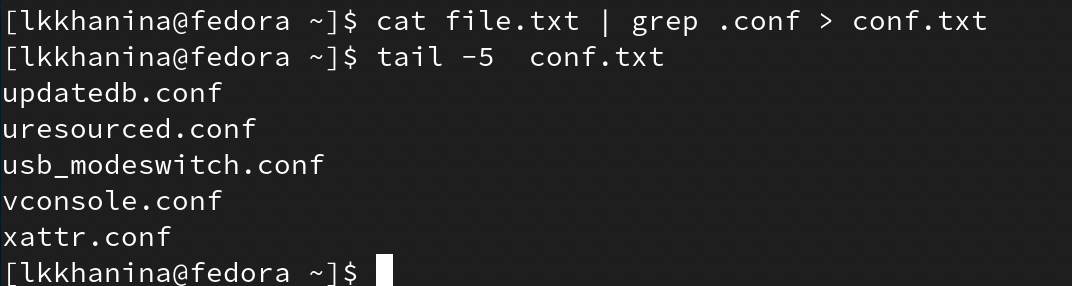 [lkkhanina@fedora ~]$ cat file.txt | grep .conf > conf.txt
[lkkhanina@fedora ~]$ tail -5  conf.txt
updatedb.conf
uresourced.conf
usb_modeswitch.conf
vconsole.conf
xattr.conf
[lkkhanina@fedora ~]$